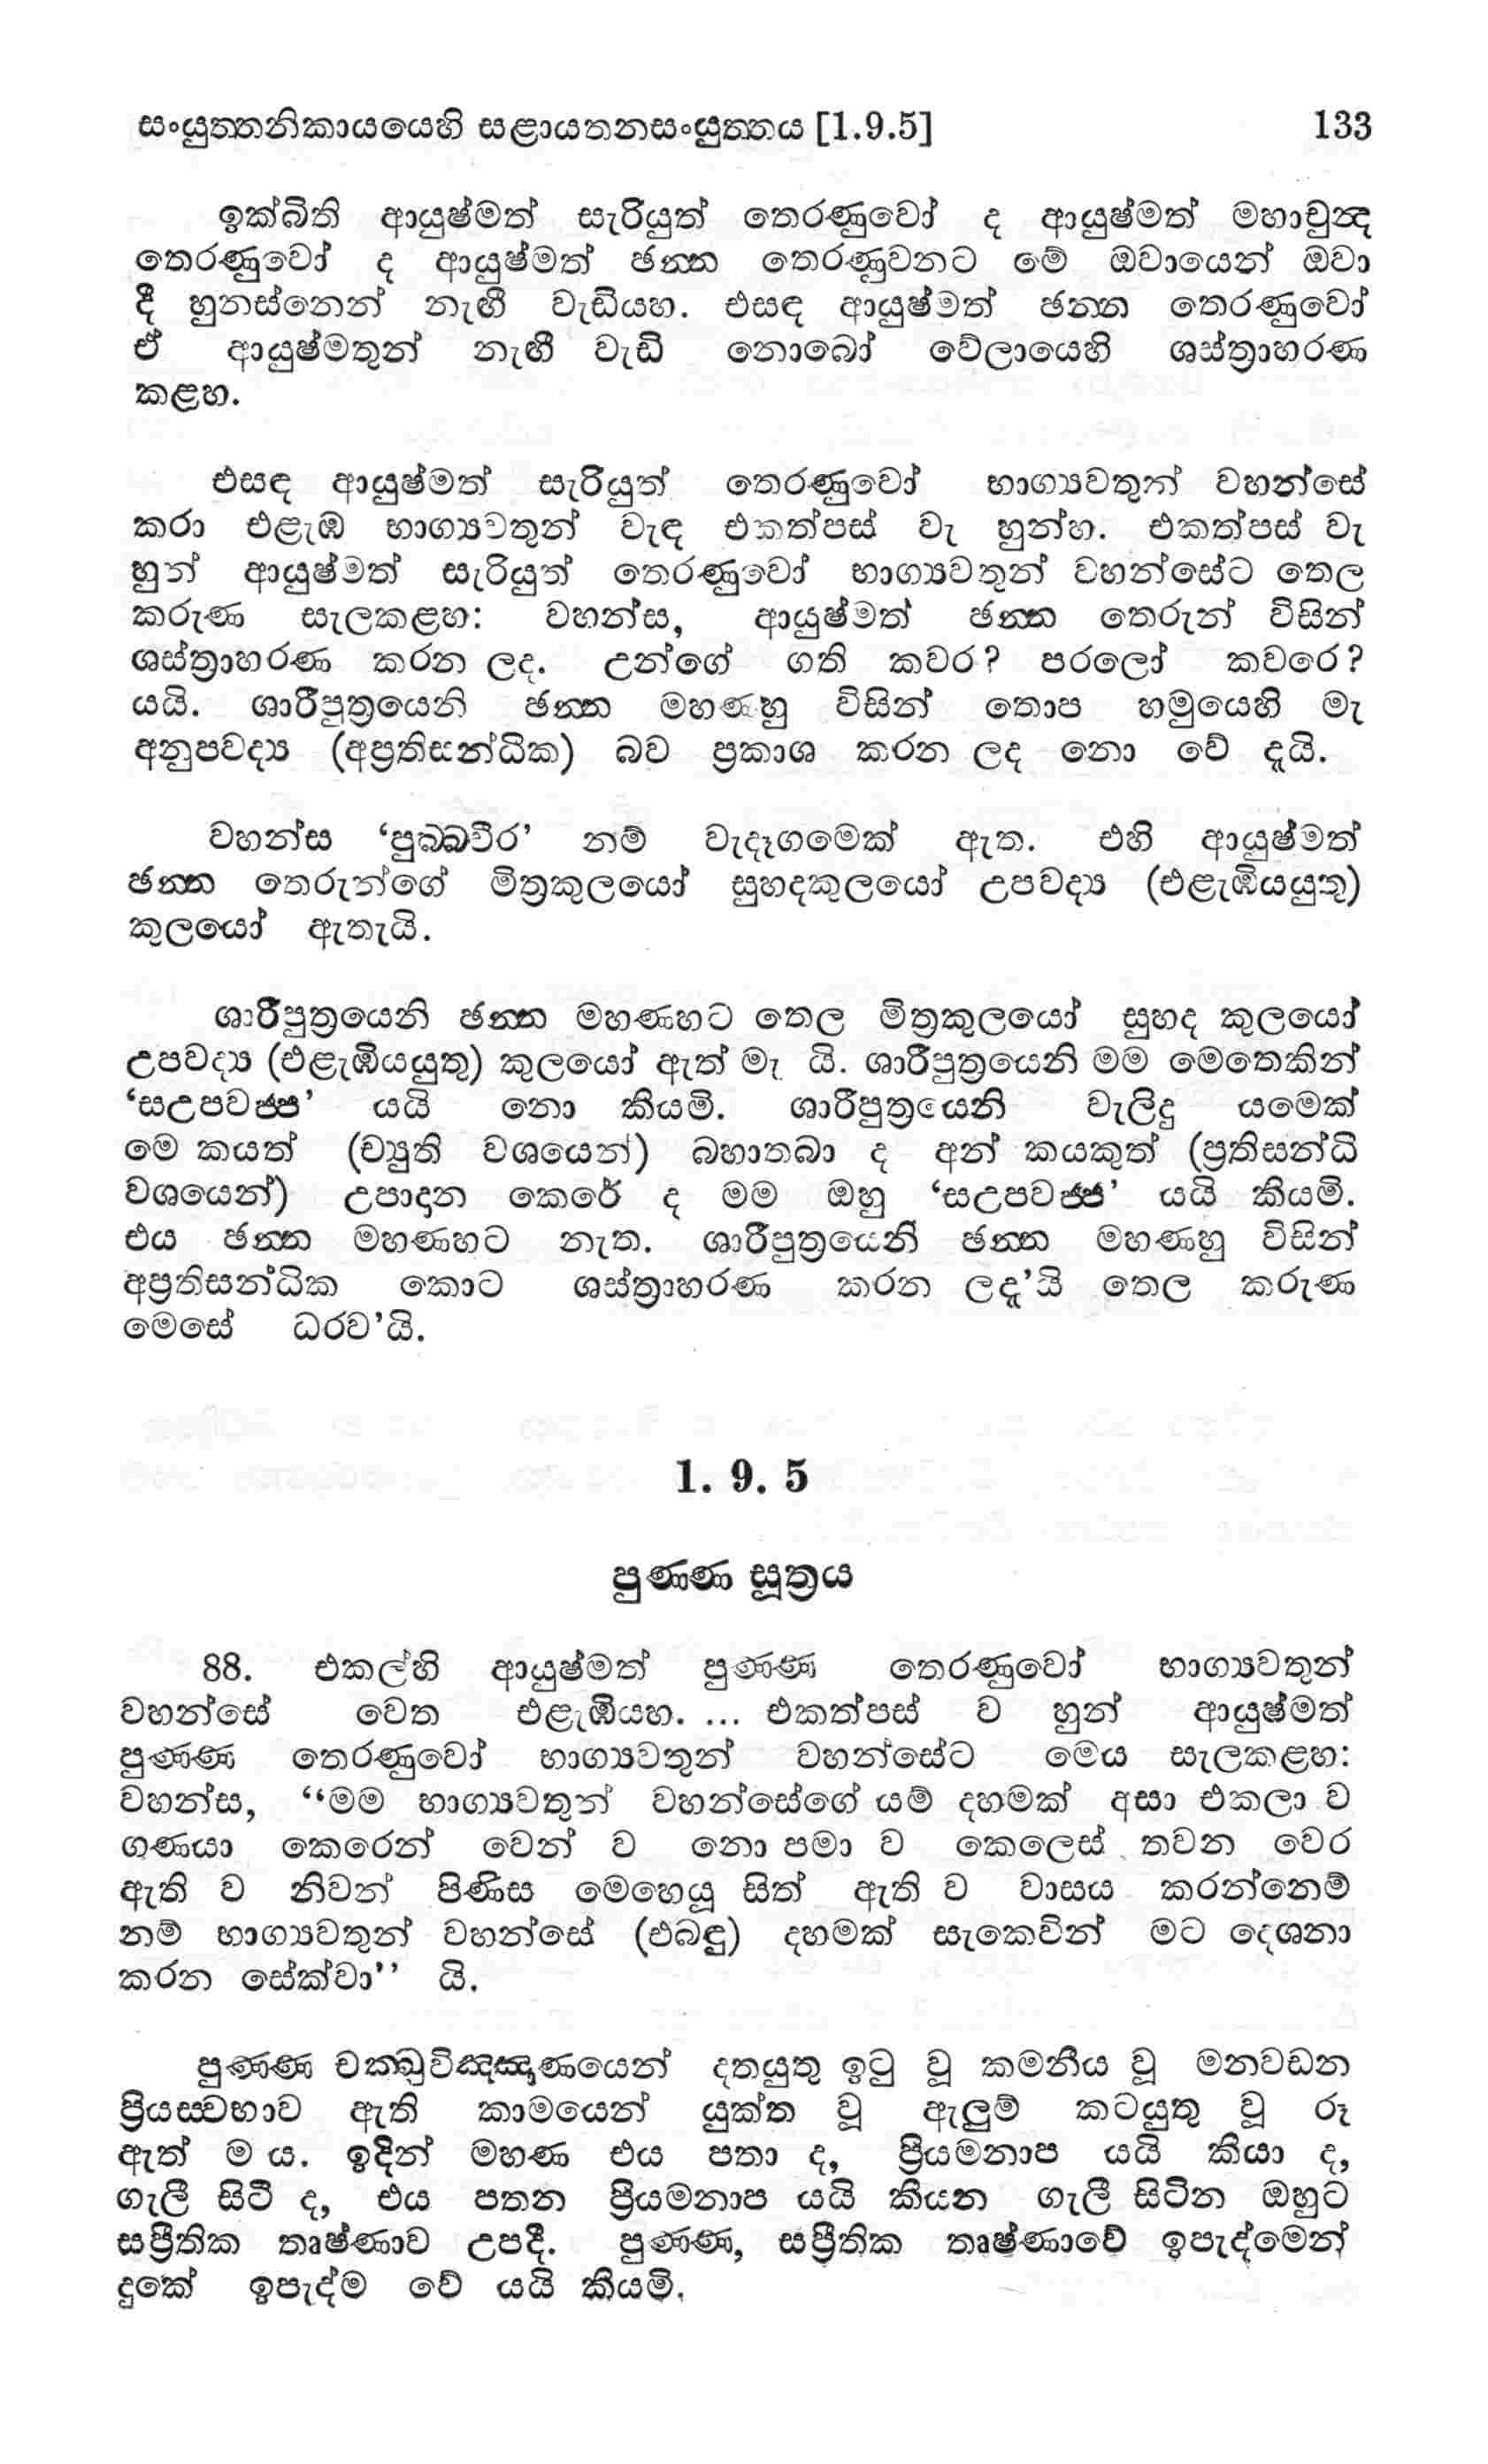 සංයුත්තනිකායයෙහි සළායතනසංයුත්තය [1.9.5] 133
ඉක්බිති ආයුෂ්මත් සැරියුත් තෙරණුවෝ ද ආයුෂ්මත් මහාචුන්‍ද
තෙරණුවෝ ද ආයුෂ්මත් ඡන්න තෙරණුවනට මේ ඔවායෙන් ඔවා
දී හුනස්නෙන් නැඟී වැඩියහ. එසඳ ආයුෂ්මත් ඡන්න තෙරණුවෝ
ඒ ආයුෂ්මතුන් නැඟී වැඩි නොබෝ වේලායෙහි ශස්ත්‍රාහරණ
කළහ.
එසඳ ආයුෂ්මත් සැරියුත් තෙරණුවෝ භාග්‍යවතුන් වහන්සේ
කරා එළැඹ භාග්‍යවතුන් වැඳ එකත්පස් වැ හුන්හ. එකත්පස් වැ
හුන් ආයුෂ්මත් සැරියුත් තෙරණුවෝ භාග්‍යවතුන් වහන්සේට තෙල
කරුණ සැලකළහ: වහන්ස, ආයුෂ්මත් ඡන්න තෙරුන් විසින්
ශස්ත්‍රාහරණ කරන ලද. උන්ගේ ගති කවර? පරලෝ කවරෙ?
යයි. ශාරීපුත්‍රයෙනි ඡන්න මහණහු විසින් තොප හමුයෙහි මැ
අනුපවද්‍ය (අප්‍රතිසන්ධික) බව ප්‍රකාශ කරන ලද නො වේ දැයි.
වහන්ස ‘පුබ්බවීර’ නම් වැදෑගමෙක් ඇත. එහි ආයුෂ්මත්
ඡන්න තෙරුන්ගේ මිත්‍රකුලයෝ සුහදකුලයෝ උපවද්‍ය (එළැඹියයුතු)
කුලයෝ ඇතැයි.
ශාරීපුත්‍රයෙනි ඡන්න මහණහට තෙල මිත්‍රකුලයෝ සුහද කුලයෝ
උපවද්‍ය (එළැඹියයුතු) කුලයෝ ඇත් මැ යි. ශාරීපුත්‍රයෙනි මම මෙතෙකින්
‘සඋපවජ්ජ’ යයි නො කියමි. ශාරීපුත්‍රයෙනි වැලිදු යමෙක්
මෙ කයත් (ච්‍යුති වශයෙන්) බහාතබා ද අන් කයකුත් (ප්‍රතිසන්ධි
වශයෙන්) උපාදාන කෙරේ ද මම ඔහු ‘සඋපවජ්ජ’ යයි කියමි.
එය ඡන්න මහණහට නැත. ශාරීපුත්‍රයෙනි ඡන්න මහණහු විසින්
අප්‍රතිසන්ධික කොට ශස්ත්‍රාහරණ කරන ලදැ’යි තෙල කරුණ
මෙසේ ධරව’යි.
1. 9. 5
පුණ්ණ සූත්‍රය
88. එකල්හි ආයුෂ්මත් පුණ්ණ තෙරණුවෝ භාග්‍යවතුන්
වහන්සේ වෙත එළැඹියහ. ... එකත්පස් ව හුන් ආයුෂ්මත්
පුණ්ණ තෙරණුවෝ භාග්‍යවතුන් වහන්සේට මෙය සැලකළහ:
වහන්ස, “මම භාග්‍යවතුන් වහන්සේගේ යම් දහමක් අසා එකලා ව
ගණයා කෙරෙන් වෙන් ව නො පමා ව කෙලෙස් තවන වෙර
ඇති ව නිවන් පිණිස මෙහෙයූ සිත් ඇති ව වාසය කරන්නෙම්
නම් භාග්‍යවතුන් වහන්සේ (එබඳු) දහමක් සැකෙවින් මට දෙශනා
කරන සේක්වා’’ යි.
පුණ්ණ චක්ඛුවිඤ්ඤාණයෙන් දතයුතු ඉටු වූ කමනීය වූ මනවඩන
ප්‍රියස්වභාව ඇති කාමයෙන් යුක්ත වූ ඇලුම් කටයුතු වූ රූ
ඇත් ම ය. ඉදින් මහණ එය පතා ද, ප්‍රියමනාප යයි කියා ද,
ගැලී සිටී ද, එය පතන ප්‍රියමනාප යයි කියන ගැලී සිටින ඔහුට
සප්‍රීතික තෘෂ්ණාව උපදී. පුණ්ණ, සප්‍රීතික තෘෂ්ණාවේ ඉපැද්මෙන්
දුකේ ඉපැද්ම වේ යයි කියමි.